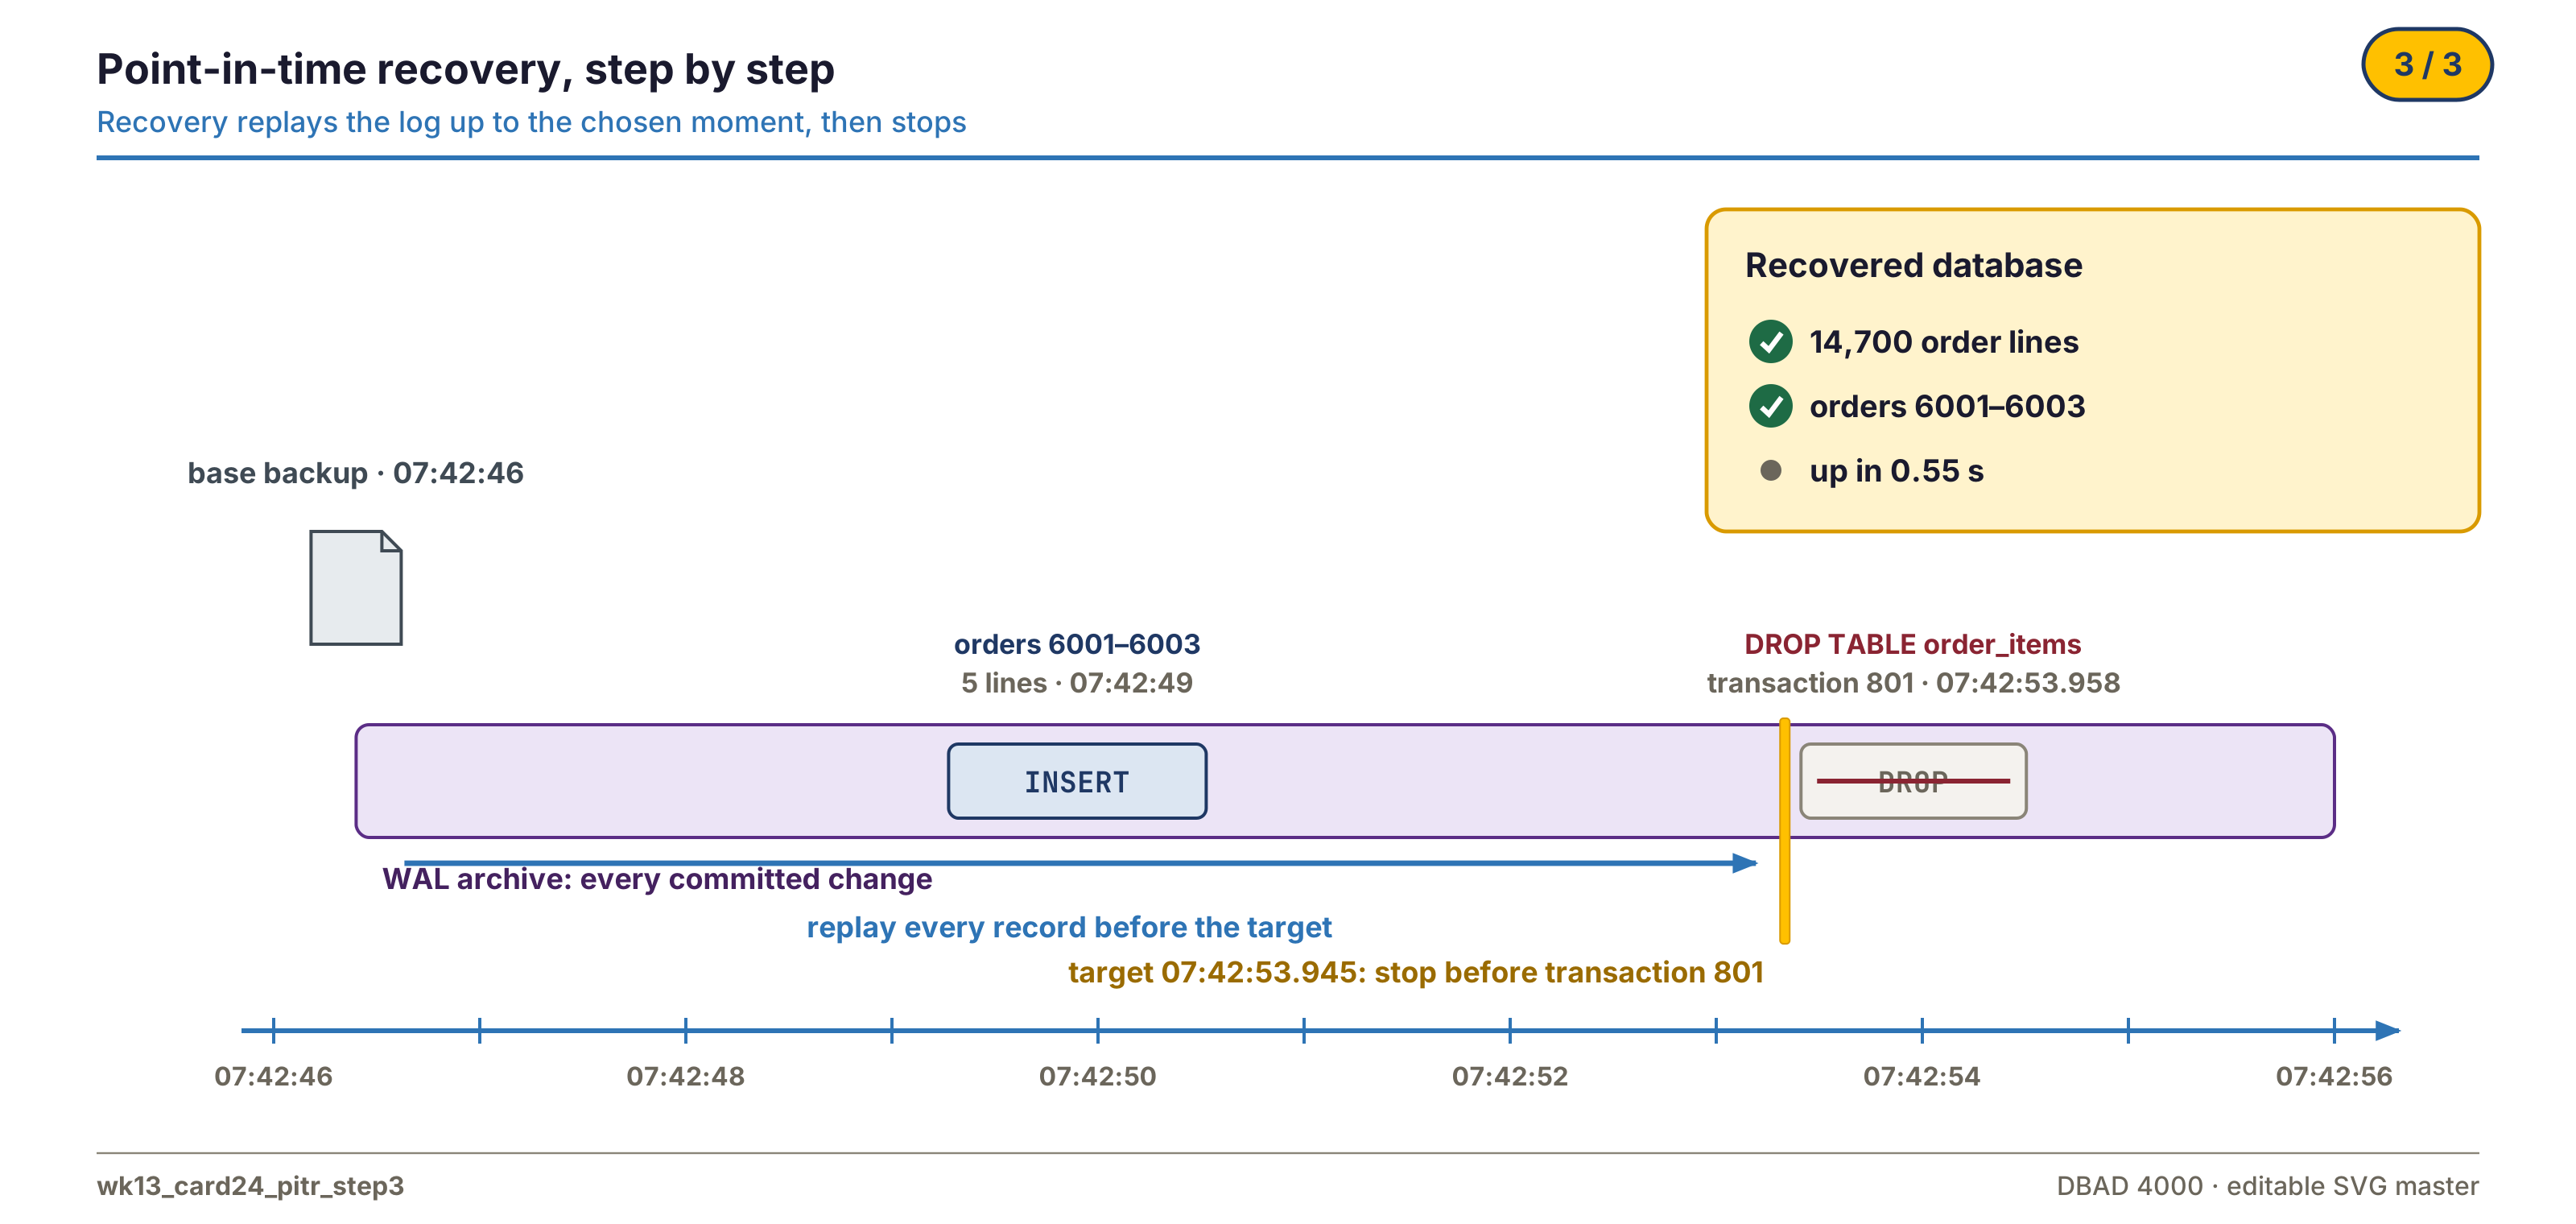 Point-in-time recovery, step by step
3 / 3
Recovery replays the log up to the chosen moment, then stops
Recovered database
14,700 order lines
orders 6001–6003
up in 0.55 s
base backup · 07:42:46
orders 6001–6003
5 lines · 07:42:49
DROP TABLE order_items
transaction 801 · 07:42:53.958
INSERT
DROP
WAL archive: every committed change
replay every record before the target
target 07:42:53.945: stop before transaction 801
07:42:46
07:42:48
07:42:50
07:42:52
07:42:54
07:42:56
wk13_card24_pitr_step3
DBAD 4000 · editable SVG master